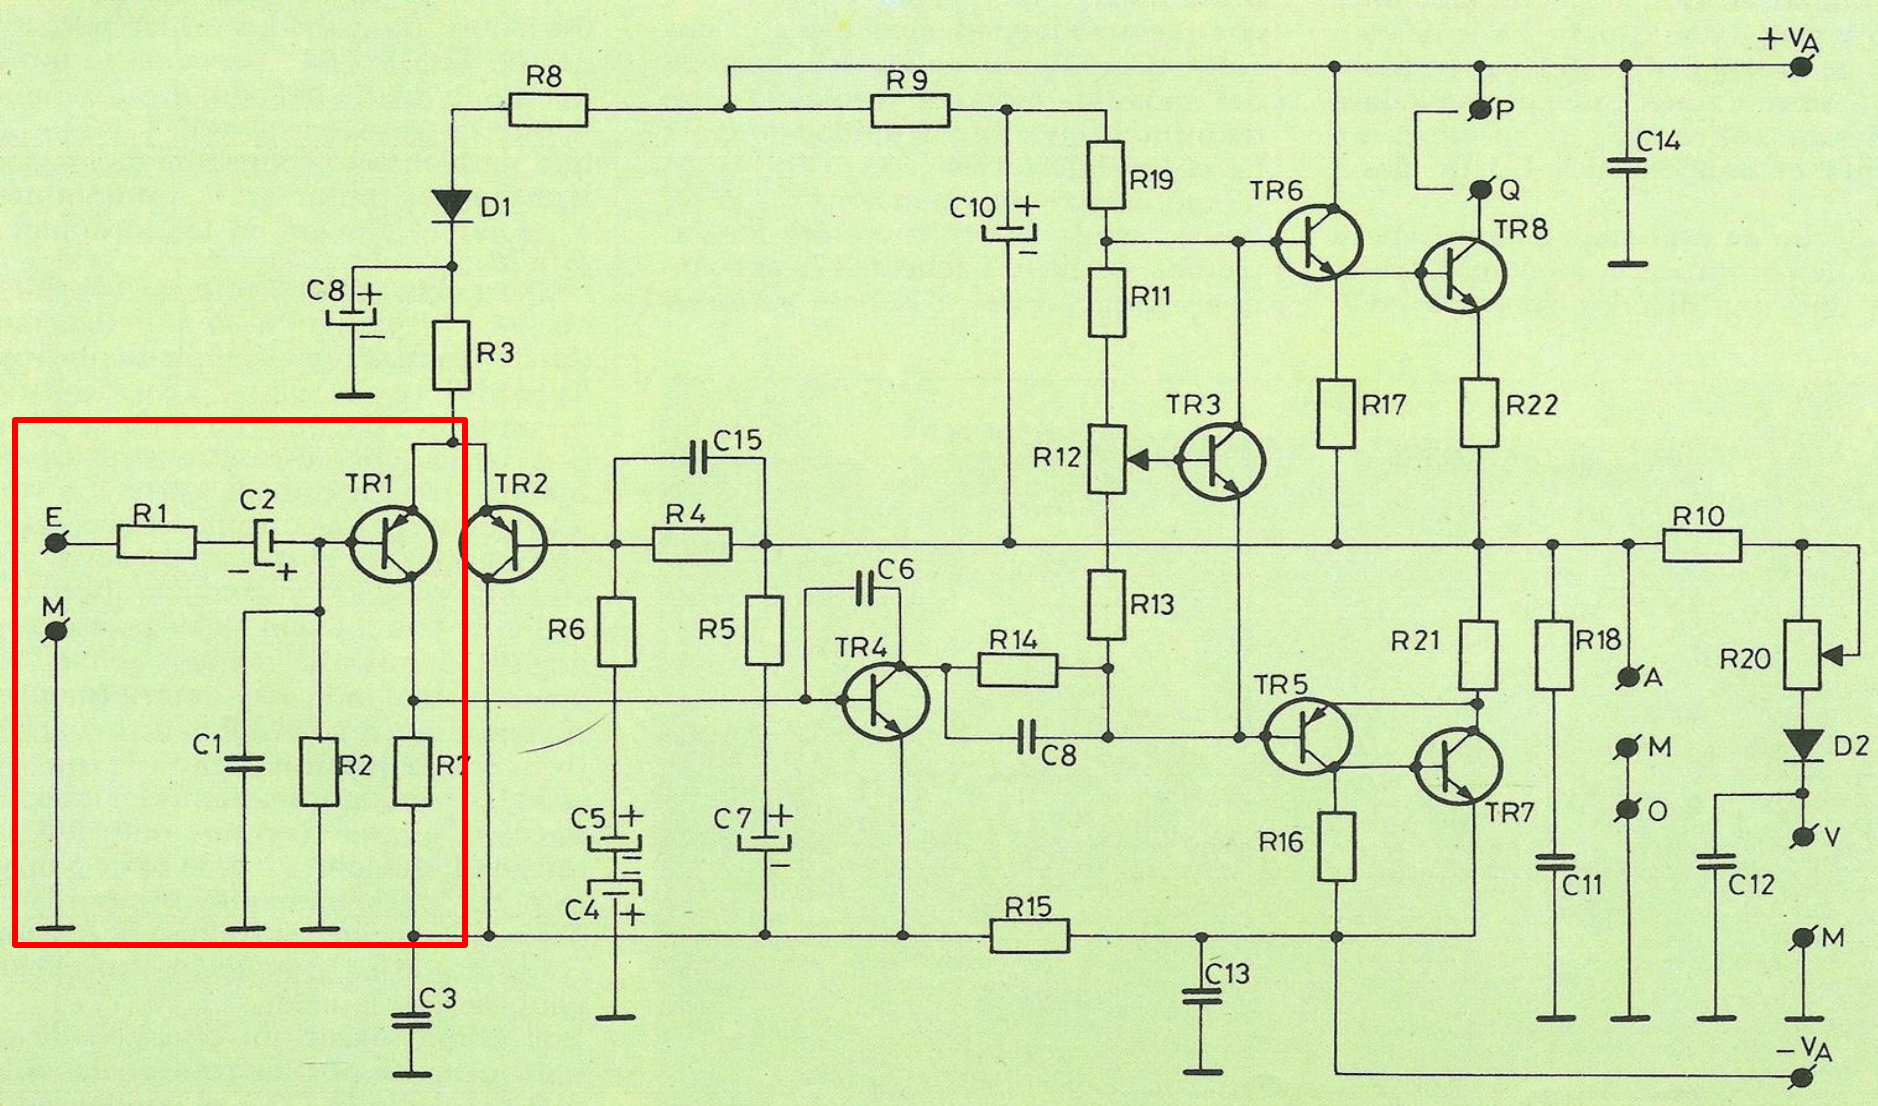 +VA
R8
R9
P
C14
R19
Q
TR6
D1
C10
+
-
TR8
C8
+
-
R11
R3
R17
R22
TR3
C15
R12
TR1
TR2
E
R1
C2
-
+
R4
R10
C6
M
R6
R5
TR4
R13
R14
R21
R18
R20
A
TR5
C1
R2
R7
C8
M
D2
C5
+
-
C7
+
-
O
TR7
V
R16
C4
-
+
C11
C12
R15
M
C13
C3
-VA